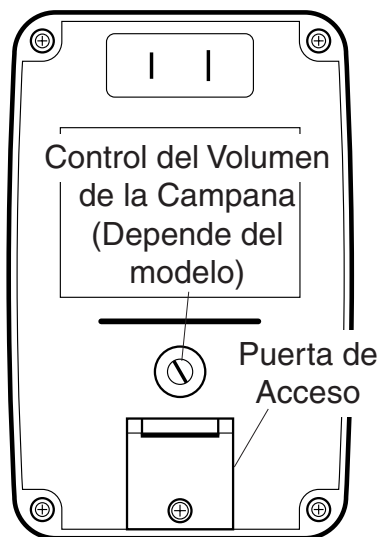 Control del Volumen
de la Campana
(Depende del
modelo)
Puerta de
Acceso